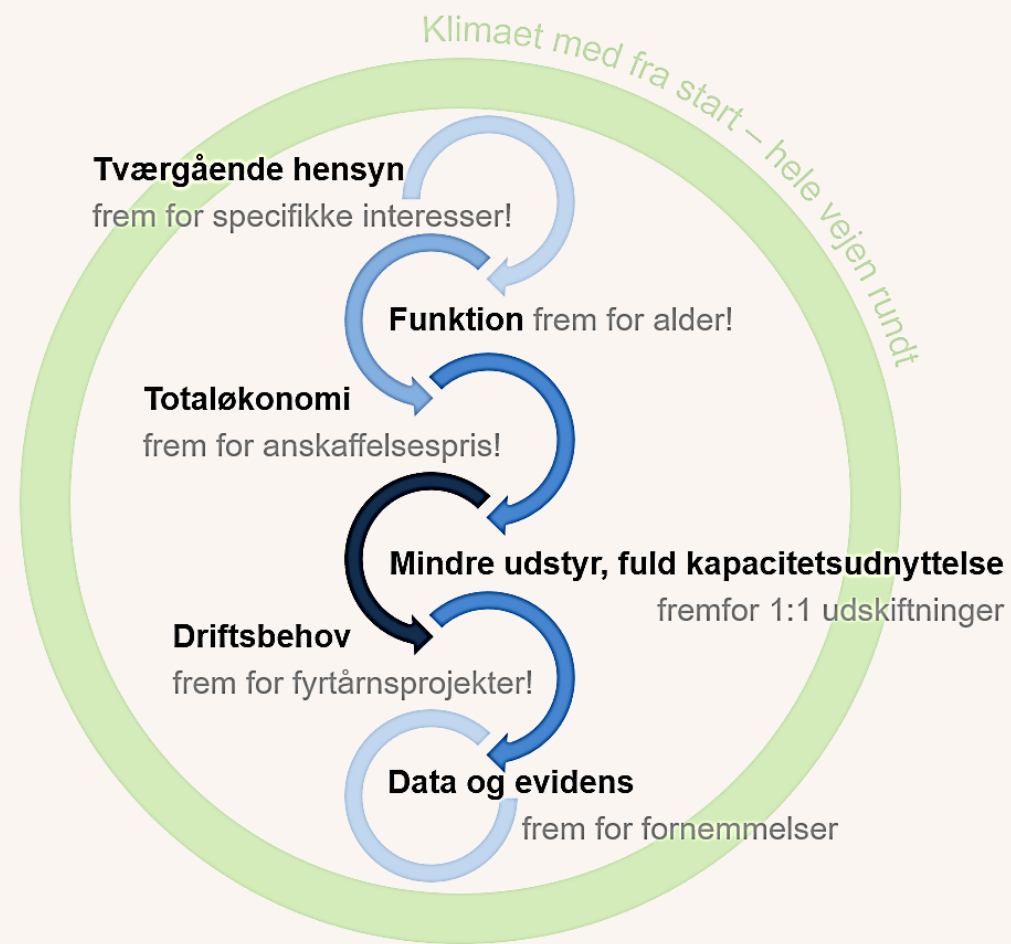 Klimaet med fra start – hele vejen rundt
Tværgående hensyn
frem for specifikke interesser!
Funktion frem for alder!
Totaløkonomi
frem for anskaffelsespris!
Mindre udstyr, fuld kapacitetsudnyttelse
fremfor 1:1 udskiftninger
Driftsbehov
frem for fyrtårnsprojekter!
Data og evidens
frem for fornemmelser